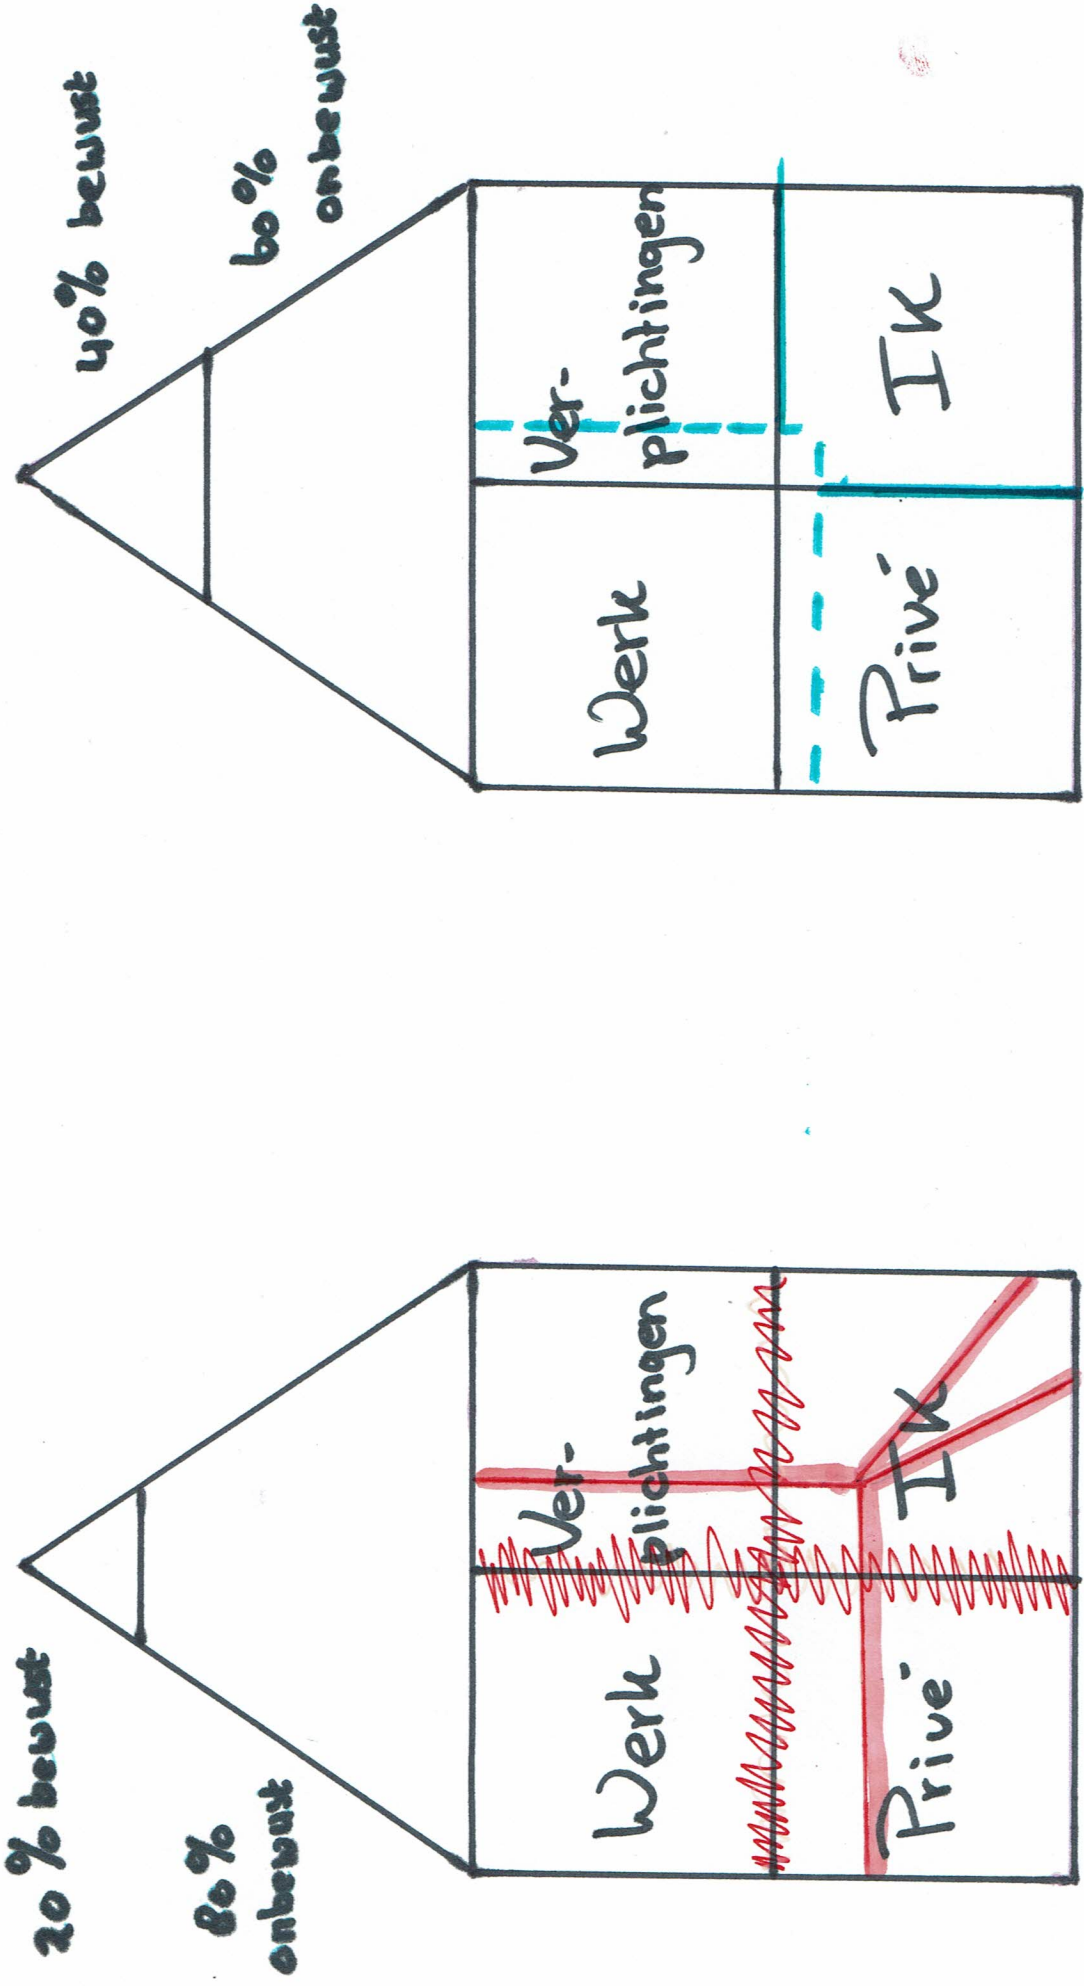 20% bewust
80%
onbewust
Werk
Ver-
plichtingen
Privé
Ik
40% bewust
60%
onbewust
Werk
Ver-
plichtingen
Privé
Ik